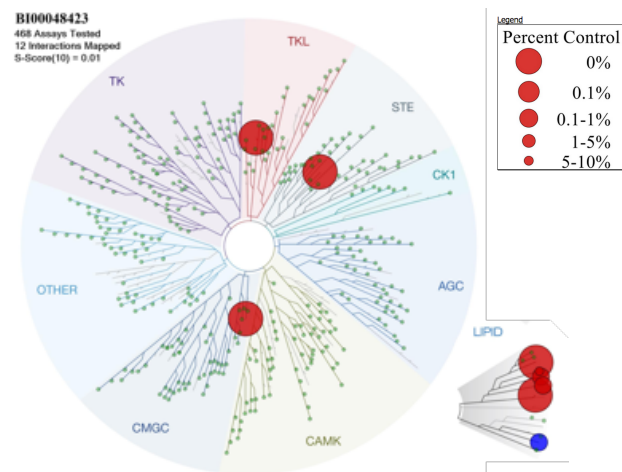 BI00048423
468 Assays Tested
12 Interactions Mapped
S-Score(10) = 0.01
TK
TKL
STE
CK1
AGC
CAMK
CMGC
OTHER
LIPID
Legend
Percent Control
0%
0.1%
0.1-1%
1-5%
5-10%